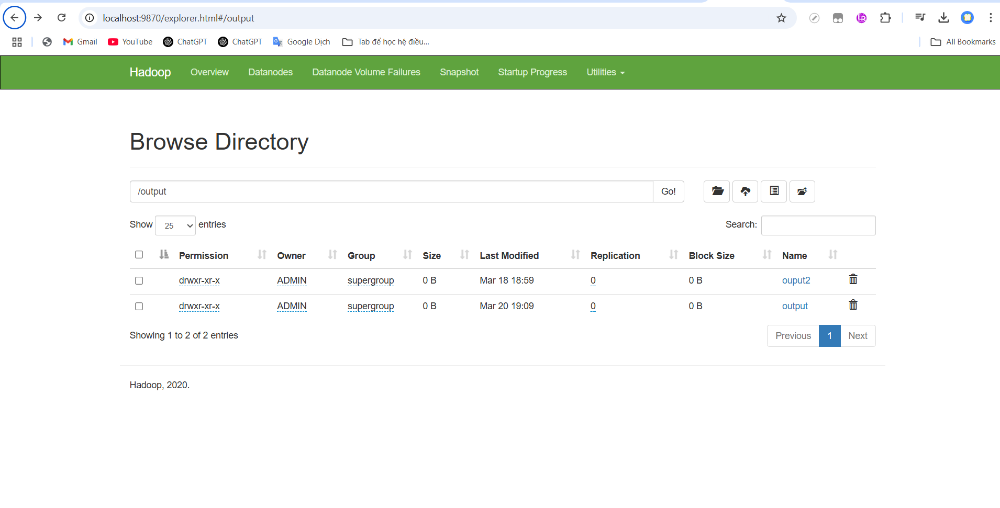 localhost:9870/explorer.html#/output
Gmail YouTube ChatGPT ChatGPT Google Dịch Tab để học hệ điều... All Bookmarks
Hadoop Overview Datanodes Datanode Volume Failures Snapshot Startup Progress Utilities
Browse Directory
/output Go!
Show 25 entries Search:
Permission Owner Group Size Last Modified Replication Block Size Name
drwxr-xr-x ADMIN supergroup 0 B Mar 18 18:59 0 0 B ouput2
drwxr-xr-x ADMIN supergroup 0 B Mar 20 19:09 0 0 B output
Showing 1 to 2 of 2 entries Previous 1 Next
Hadoop, 2020.